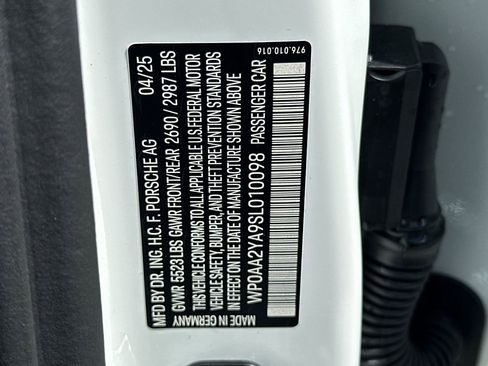 976.010.016
MFD BY DR. ING. H.C. F. PORSCHE AG 04/25
GVWR 5523 LBS GAWR FRONT/REAR 2690/2987 LBS
THIS VEHICLE CONFORMS TO ALL APPLICABLE U.S.FEDERAL MOTOR
VEHICLE SAFETY, BUMPER, AND THEFT PREVENTION STANDARDS
IN EFFECT ON THE DATE OF MANUFACTURE SHOWN ABOVE
WP0AA2YA9SL010098 PASSENGER CAR
MADE IN GERMANY